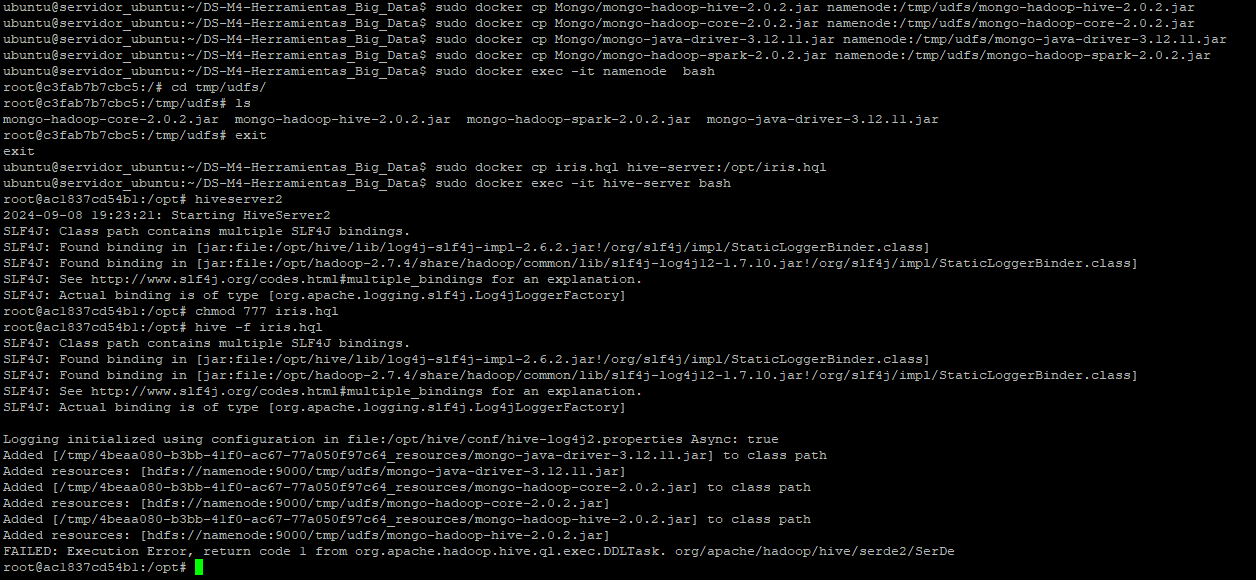 ubuntu@servidor_ubuntu:~/DS-M4-Herramientas_Big_Data$ sudo docker cp Mongo/mongo-hadoop-hive-2.0.2.jar namenode:/tmp/udfs/mongo-hadoop-hive-2.0.2.jar
ubuntu@servidor_ubuntu:~/DS-M4-Herramientas_Big_Data$ sudo docker cp Mongo/mongo-hadoop-core-2.0.2.jar namenode:/tmp/udfs/mongo-hadoop-core-2.0.2.jar
ubuntu@servidor_ubuntu:~/DS-M4-Herramientas_Big_Data$ sudo docker cp Mongo/mongo-java-driver-3.12.11.jar namenode:/tmp/udfs/mongo-java-driver-3.12.11.jar
ubuntu@servidor_ubuntu:~/DS-M4-Herramientas_Big_Data$ sudo docker cp Mongo/mongo-hadoop-spark-2.0.2.jar namenode:/tmp/udfs/mongo-hadoop-spark-2.0.2.jar
ubuntu@servidor_ubuntu:~/DS-M4-Herramientas_Big_Data$ sudo docker exec -it namenode  bash
root@c3fab7b7cbc5:/# cd tmp/udfs/
root@c3fab7b7cbc5:/tmp/udfs# ls
mongo-hadoop-core-2.0.2.jar  mongo-hadoop-hive-2.0.2.jar  mongo-hadoop-spark-2.0.2.jar  mongo-java-driver-3.12.11.jar
root@c3fab7b7cbc5:/tmp/udfs# exit
exit
ubuntu@servidor_ubuntu:~/DS-M4-Herramientas_Big_Data$ sudo docker cp iris.hql hive-server:/opt/iris.hql
ubuntu@servidor_ubuntu:~/DS-M4-Herramientas_Big_Data$ sudo docker exec -it hive-server bash
root@ac1837cd54b1:/opt# hiveserver2
2024-09-08 19:23:21: Starting HiveServer2
SLF4J: Class path contains multiple SLF4J bindings.
SLF4J: Found binding in [jar:file:/opt/hive/lib/log4j-slf4j-impl-2.6.2.jar!/org/slf4j/impl/StaticLoggerBinder.class]
SLF4J: Found binding in [jar:file:/opt/hadoop-2.7.4/share/hadoop/common/lib/slf4j-log4j12-1.7.10.jar!/org/slf4j/impl/StaticLoggerBinder.class]
SLF4J: See http://www.slf4j.org/codes.html#multiple_bindings for an explanation.
SLF4J: Actual binding is of type [org.apache.logging.slf4j.Log4jLoggerFactory]
root@ac1837cd54b1:/opt# chmod 777 iris.hql
root@ac1837cd54b1:/opt# hive -f iris.hql
SLF4J: Class path contains multiple SLF4J bindings.
SLF4J: Found binding in [jar:file:/opt/hive/lib/log4j-slf4j-impl-2.6.2.jar!/org/slf4j/impl/StaticLoggerBinder.class]
SLF4J: Found binding in [jar:file:/opt/hadoop-2.7.4/share/hadoop/common/lib/slf4j-log4j12-1.7.10.jar!/org/slf4j/impl/StaticLoggerBinder.class]
SLF4J: See http://www.slf4j.org/codes.html#multiple_bindings for an explanation.
SLF4J: Actual binding is of type [org.apache.logging.slf4j.Log4jLoggerFactory]
Logging initialized using configuration in file:/opt/hive/conf/hive-log4j2.properties Async: true
Added [/tmp/4beaa080-b3bb-41f0-ac67-77a050f97c64_resources/mongo-java-driver-3.12.11.jar] to class path
Added resources: [hdfs://namenode:9000/tmp/udfs/mongo-java-driver-3.12.11.jar]
Added [/tmp/4beaa080-b3bb-41f0-ac67-77a050f97c64_resources/mongo-hadoop-core-2.0.2.jar] to class path
Added resources: [hdfs://namenode:9000/tmp/udfs/mongo-hadoop-core-2.0.2.jar]
Added [/tmp/4beaa080-b3bb-41f0-ac67-77a050f97c64_resources/mongo-hadoop-hive-2.0.2.jar] to class path
Added resources: [hdfs://namenode:9000/tmp/udfs/mongo-hadoop-hive-2.0.2.jar]
FAILED: Execution Error, return code 1 from org.apache.hadoop.hive.ql.exec.DDLTask. org/apache/hadoop/hive/serde2/SerDe
root@ac1837cd54b1:/opt#